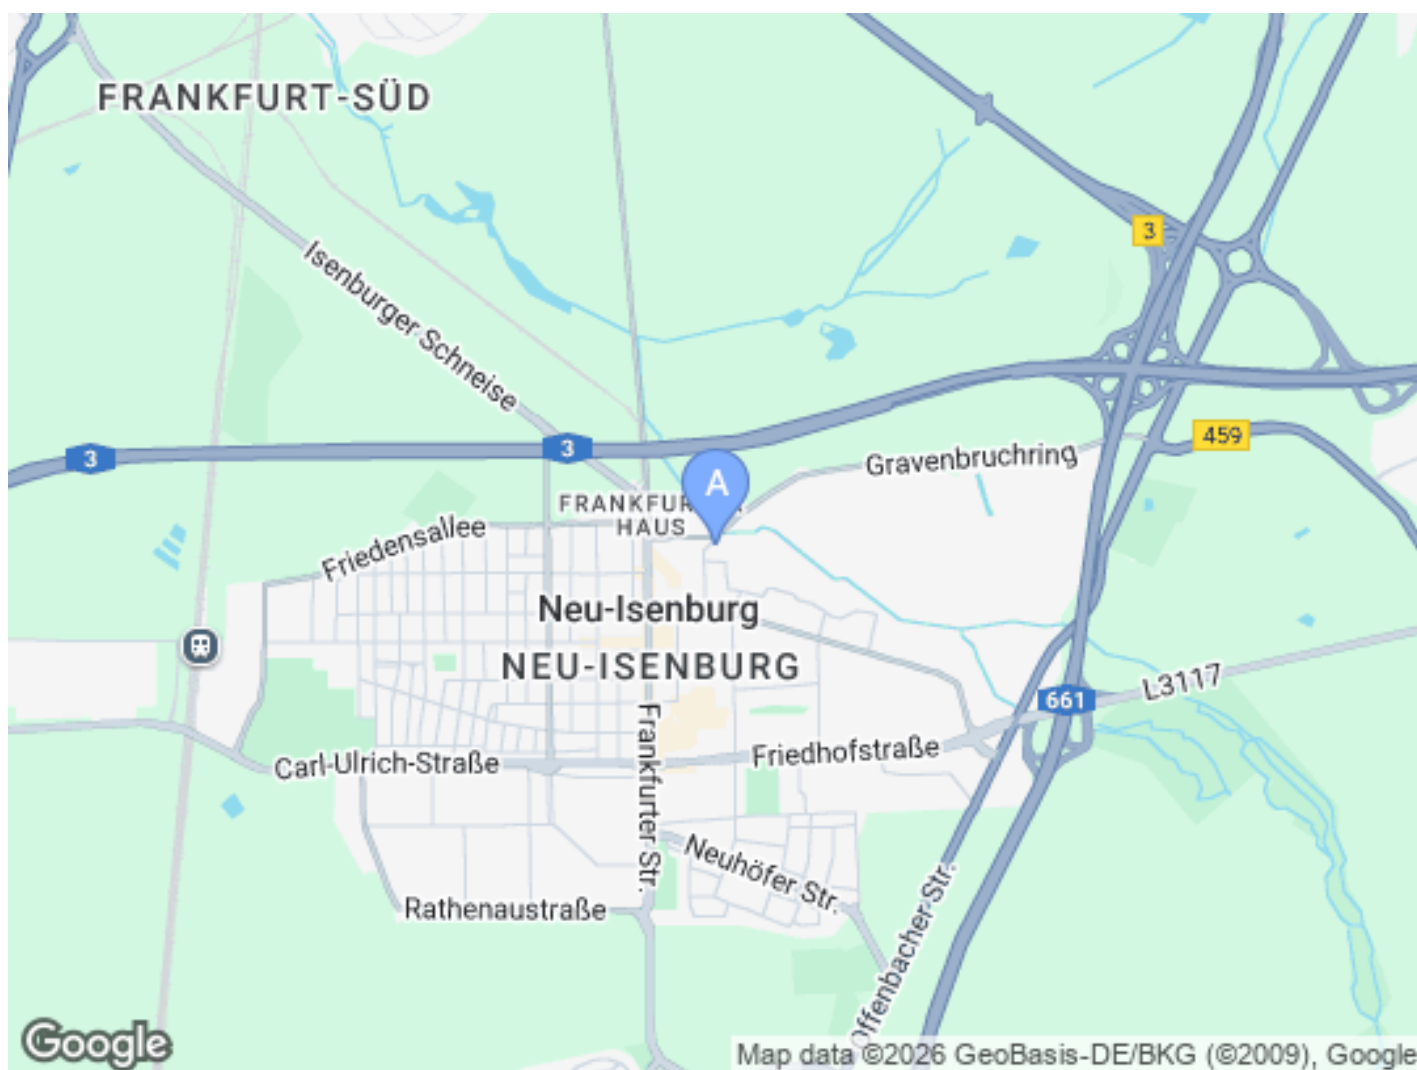 FRANKFURT-SÜD
3
Isenburger Schneise
459
3
3
Gravenbruchring
A
FRANKFUR
HAUS
Friedensallee
Neu-Isenburg
NEU-ISENBURG
L3117
661
Frankfurter Str.
Friedhofstraße
Carl-Ulrich-Straße
Neuhöfer Str.
Rathenaustraße
Offenbacher Str.
Google
Map data ©2026 GeoBasis-DE/BKG (©2009), Google